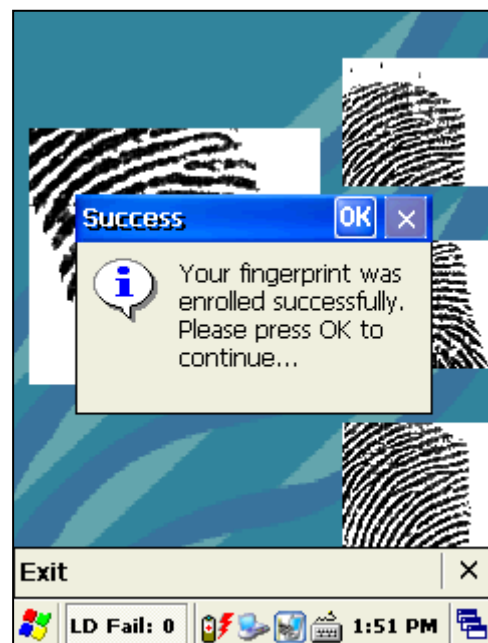 Success OK
Your fingerprint was
enrolled successfully.
Please press OK to
continue...
Exit
LD Fail: 0 1:51 PM